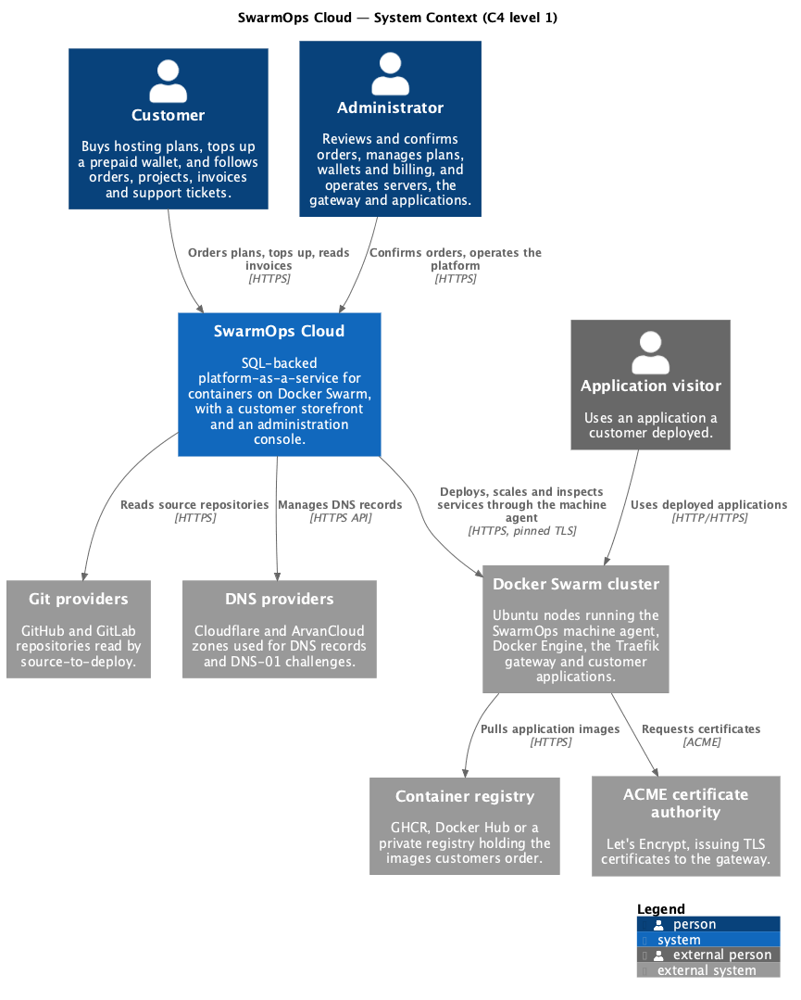 SwarmOps Cloud — System Context (C4 level 1)
Customer
Buys hosting plans, tops up
a prepaid wallet, and follows
orders, projects, invoices
and support tickets.
Administrator
Reviews and confirms
orders, manages plans,
wallets and billing, and
operates servers, the
gateway and applications.
Orders plans, tops up, reads
invoices
[HTTPS]
Confirms orders, operates the
platform
[HTTPS]
SwarmOps Cloud
SQL-backed
platform-as-a-service for
containers on Docker Swarm,
with a customer storefront
and an administration
console.
Application visitor
Uses an application a
customer deployed.
Reads source repositories
[HTTPS]
Manages DNS records
[HTTPS API]
Deploys, scales and inspects
services through the machine
agent
[HTTPS, pinned TLS]
Uses deployed applications
[HTTP/HTTPS]
Git providers
GitHub and GitLab
repositories read by
source-to-deploy.
DNS providers
Cloudflare and ArvanCloud
zones used for DNS records
and DNS-01 challenges.
Docker Swarm cluster
Ubuntu nodes running the
SwarmOps machine agent,
Docker Engine, the Traefik
gateway and customer
applications.
Pulls application images
[HTTPS]
Requests certificates
[ACME]
Container registry
GHCR, Docker Hub or a
private registry holding the
images customers order.
ACME certificate
authority
Let's Encrypt, issuing TLS
certificates to the gateway.
Legend
person
system
external person
external system